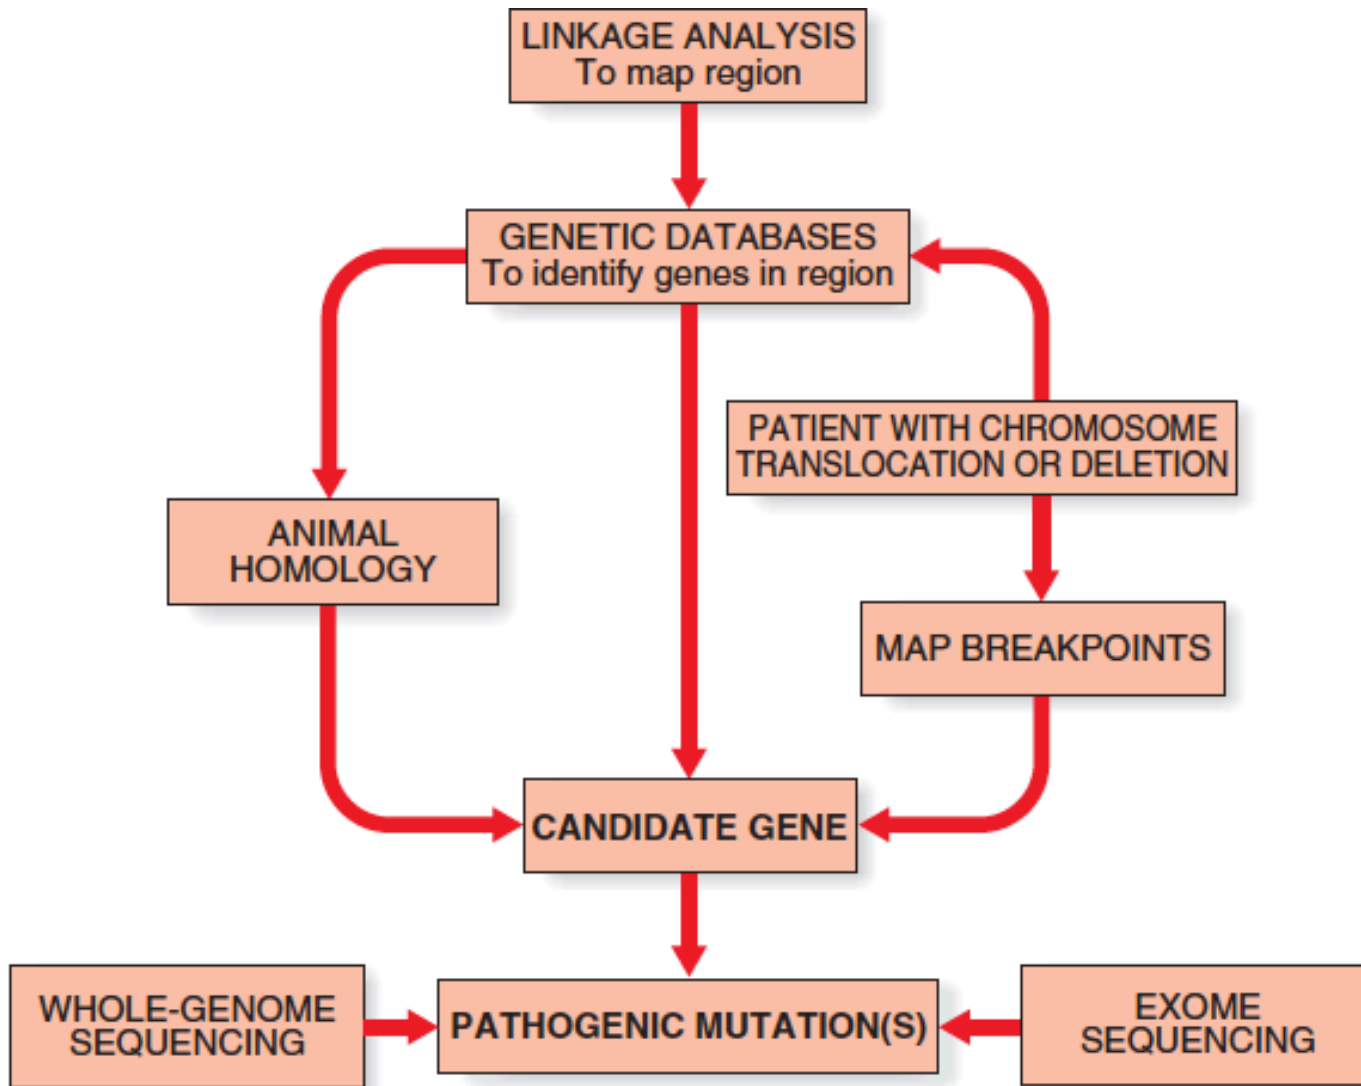 LINKAGE ANALYSIS
To map region
GENETIC DATABASES
To identify genes in region
PATIENT WITH CHROMOSOME
TRANSLOCATION OR DELETION
ANIMAL
HOMOLOGY
MAP BREAKPOINTS
CANDIDATE GENE
WHOLE-GENOME
SEQUENCING
PATHOGENIC MUTATION(S)
EXOME
SEQUENCING